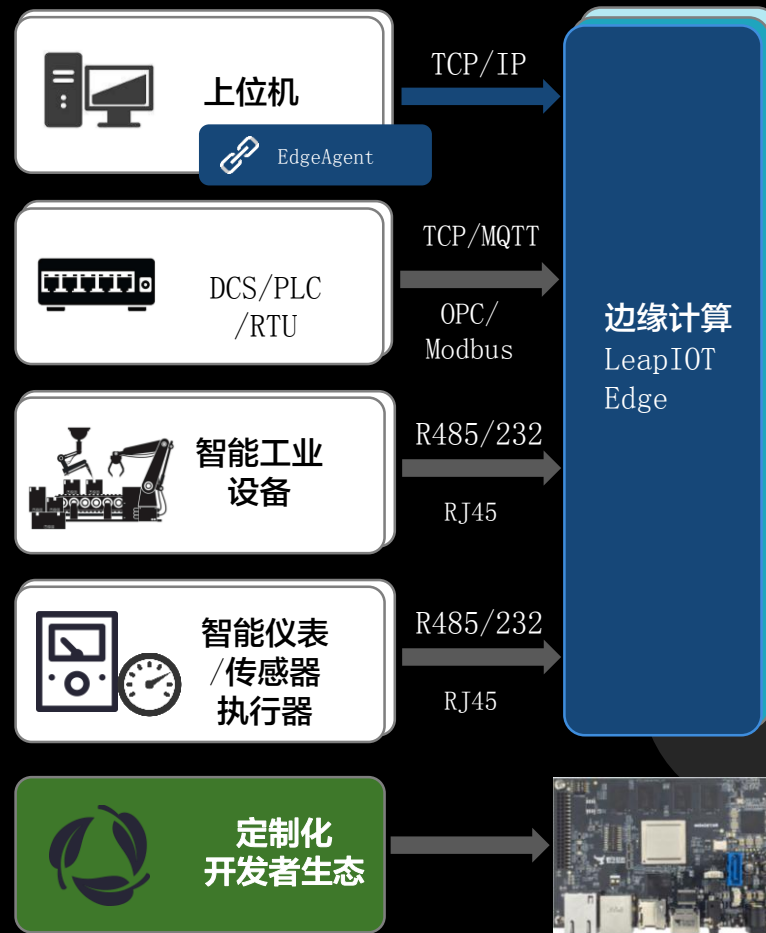 上位机
EdgeAgent
TCP/IP
DCS/PLC
/RTU
TCP/MQTT
OPC/
Modbus
智能工业
设备
R485/232
RJ45
智能仪表
/传感器
执行器
R485/232
RJ45
边缘计算
LeapIOT
Edge
定制化
开发者生态